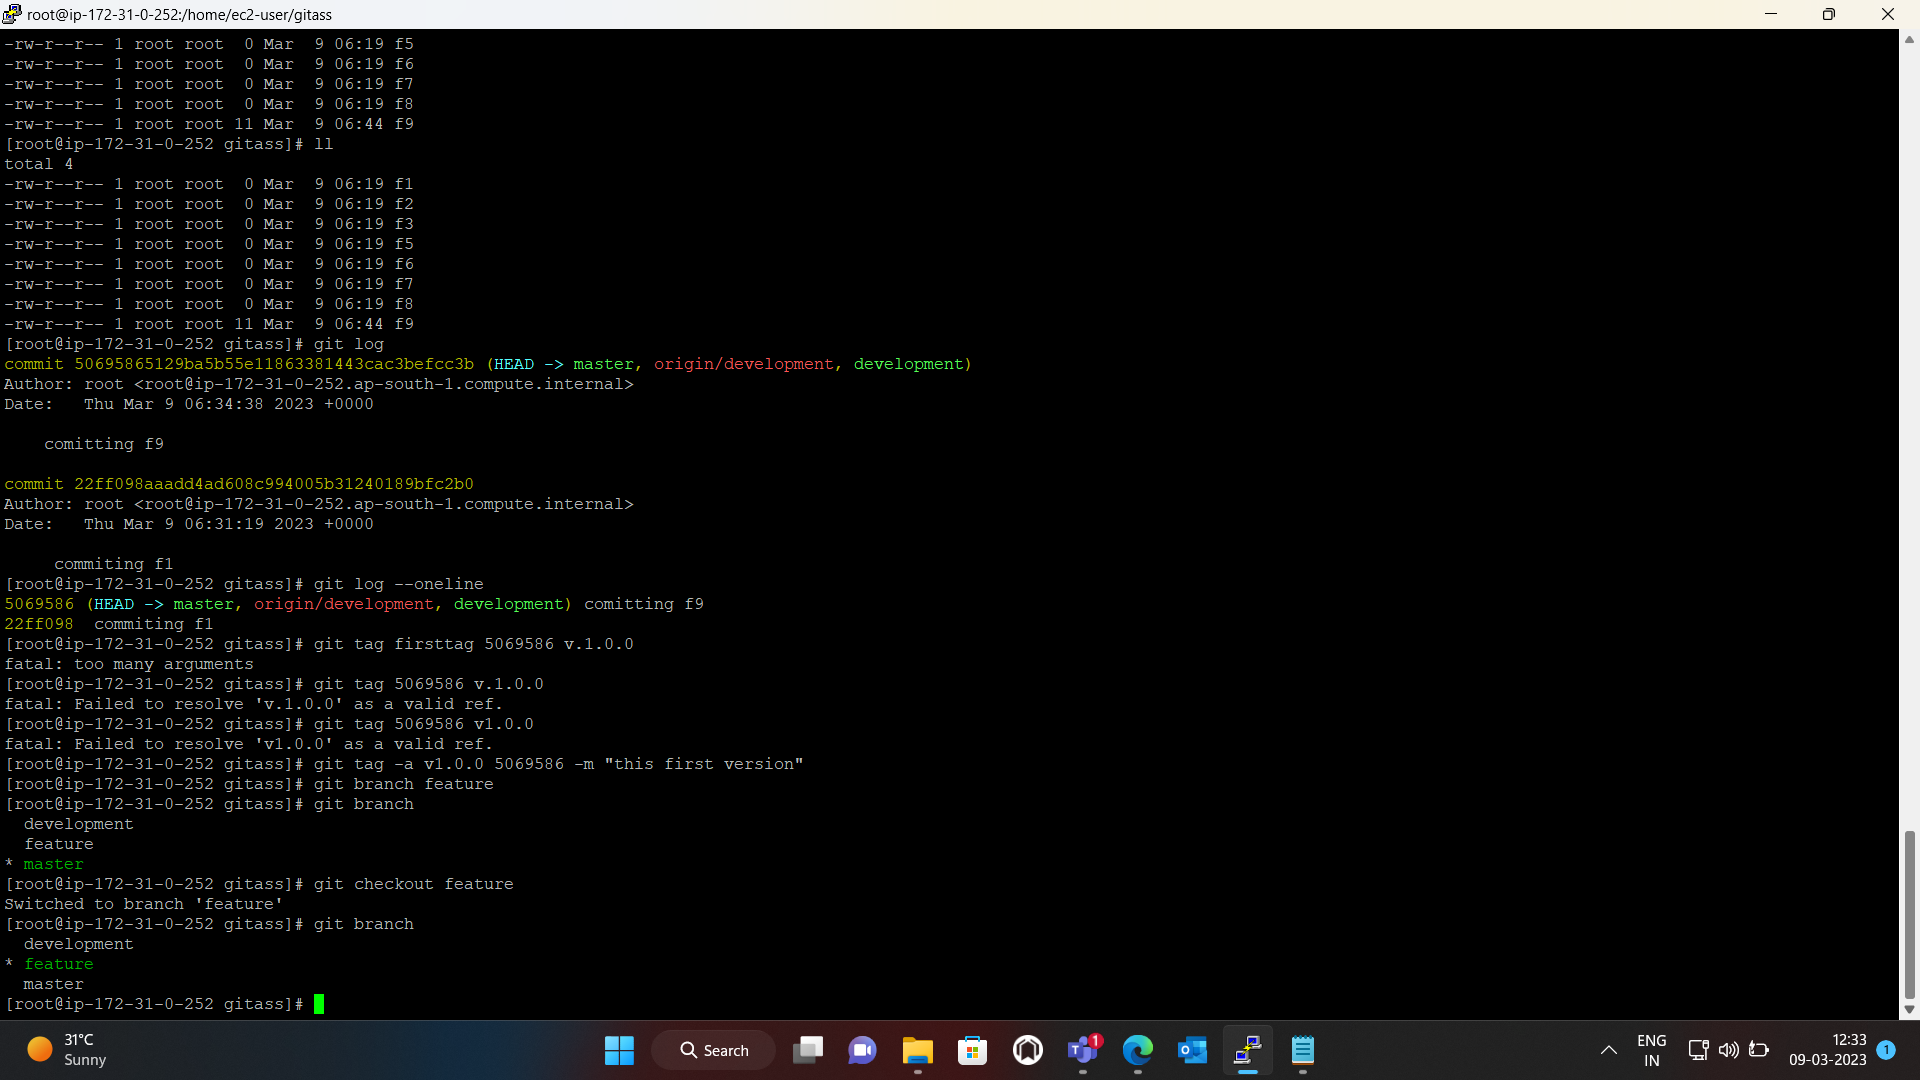 root@ip-172-31-0-252:/home/ec2-user/gitass
-rw-r--r-- 1 root root  0 Mar  9 06:19 f5
-rw-r--r-- 1 root root  0 Mar  9 06:19 f6
-rw-r--r-- 1 root root  0 Mar  9 06:19 f7
-rw-r--r-- 1 root root  0 Mar  9 06:19 f8
-rw-r--r-- 1 root root 11 Mar  9 06:44 f9
[root@ip-172-31-0-252 gitass]# ll
total 4
-rw-r--r-- 1 root root  0 Mar  9 06:19 f1
-rw-r--r-- 1 root root  0 Mar  9 06:19 f2
-rw-r--r-- 1 root root  0 Mar  9 06:19 f3
-rw-r--r-- 1 root root  0 Mar  9 06:19 f5
-rw-r--r-- 1 root root  0 Mar  9 06:19 f6
-rw-r--r-- 1 root root  0 Mar  9 06:19 f7
-rw-r--r-- 1 root root  0 Mar  9 06:19 f8
-rw-r--r-- 1 root root 11 Mar  9 06:44 f9
[root@ip-172-31-0-252 gitass]# git log
commit 50695865129ba5b55e11863381443cac3befcc3b (HEAD -> master, origin/development, development)
Author: root <root@ip-172-31-0-252.ap-south-1.compute.internal>
Date:   Thu Mar 9 06:34:38 2023 +0000
    comitting f9
commit 22ff098aaadd4ad608c994005b31240189bfc2b0
Author: root <root@ip-172-31-0-252.ap-south-1.compute.internal>
Date:   Thu Mar 9 06:31:19 2023 +0000
     commiting f1
[root@ip-172-31-0-252 gitass]# git log --oneline
5069586 (HEAD -> master, origin/development, development) comitting f9
22ff098  commiting f1
[root@ip-172-31-0-252 gitass]# git tag firsttag 5069586 v.1.0.0
fatal: too many arguments
[root@ip-172-31-0-252 gitass]# git tag 5069586 v.1.0.0
fatal: Failed to resolve 'v.1.0.0' as a valid ref.
[root@ip-172-31-0-252 gitass]# git tag 5069586 v1.0.0
fatal: Failed to resolve 'v1.0.0' as a valid ref.
[root@ip-172-31-0-252 gitass]# git tag -a v1.0.0 5069586 -m "this first version"
[root@ip-172-31-0-252 gitass]# git branch feature
[root@ip-172-31-0-252 gitass]# git branch
  development
  feature
* master
[root@ip-172-31-0-252 gitass]# git checkout feature
Switched to branch 'feature'
[root@ip-172-31-0-252 gitass]# git branch
  development
* feature
  master
[root@ip-172-31-0-252 gitass]#
31°C
Sunny
Search
1
ENG
IN
12:33
09-03-2023
1